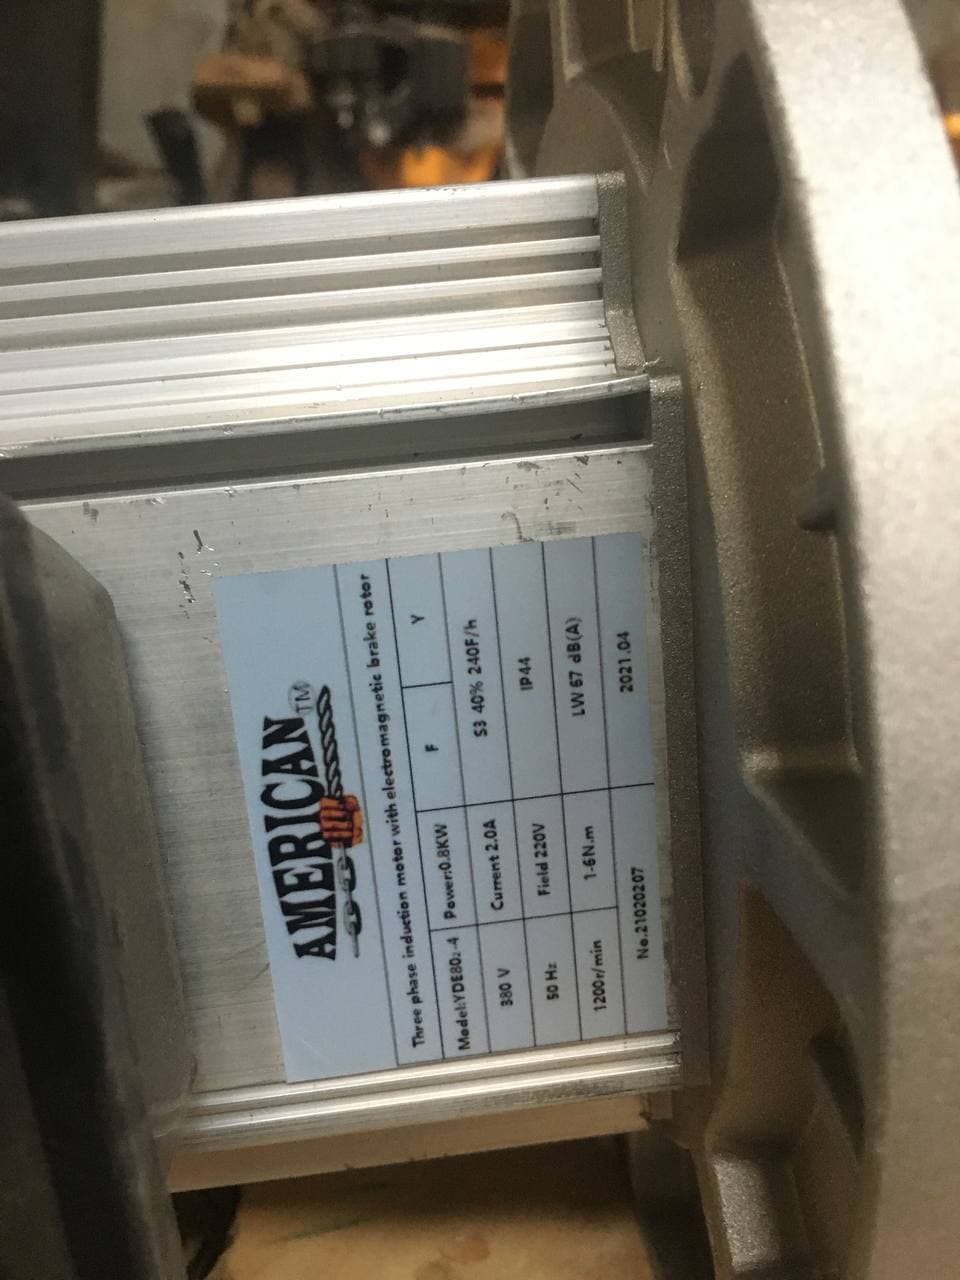 AMERICAN TM
Three phase induction motor with electromagnetic brake rotor
Model:YDE802-4 Power:0.8KW F Y
380 V Current 2.0A S3 40% 240F/h
50 Hz Field 220V IP44
1200r/min 1-6N.m LW 67 dB(A)
No.21020207 2021.04